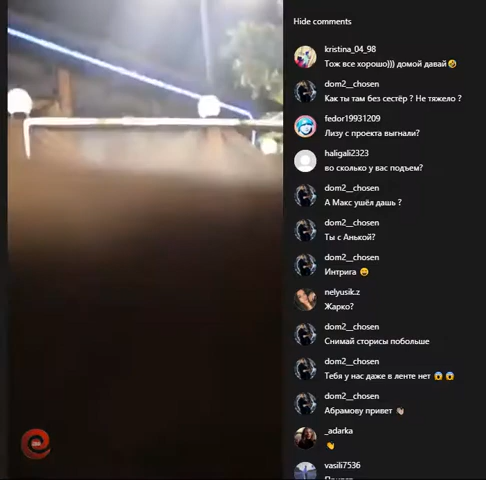 Hide comments
kristina_04_98
Тож все хорошо))) домой давай🤣
dom2__chosen
Как ты там без сестёр ? Не тяжело ?
fedor19931209
Лизу с проекта выгнали?
haligali2323
во сколько у вас подъем?
dom2__chosen
А Макс ушёл дашь ?
dom2__chosen
Ты с Анькой?
dom2__chosen
Интрига 😄
nelyusik.z
Жарко?
dom2__chosen
Снимай сторисы побольше
dom2__chosen
Тебя у нас даже в ленте нет 😱😱
dom2__chosen
Абрамову привет 👋🏼
_adarka
👏
vasili7536